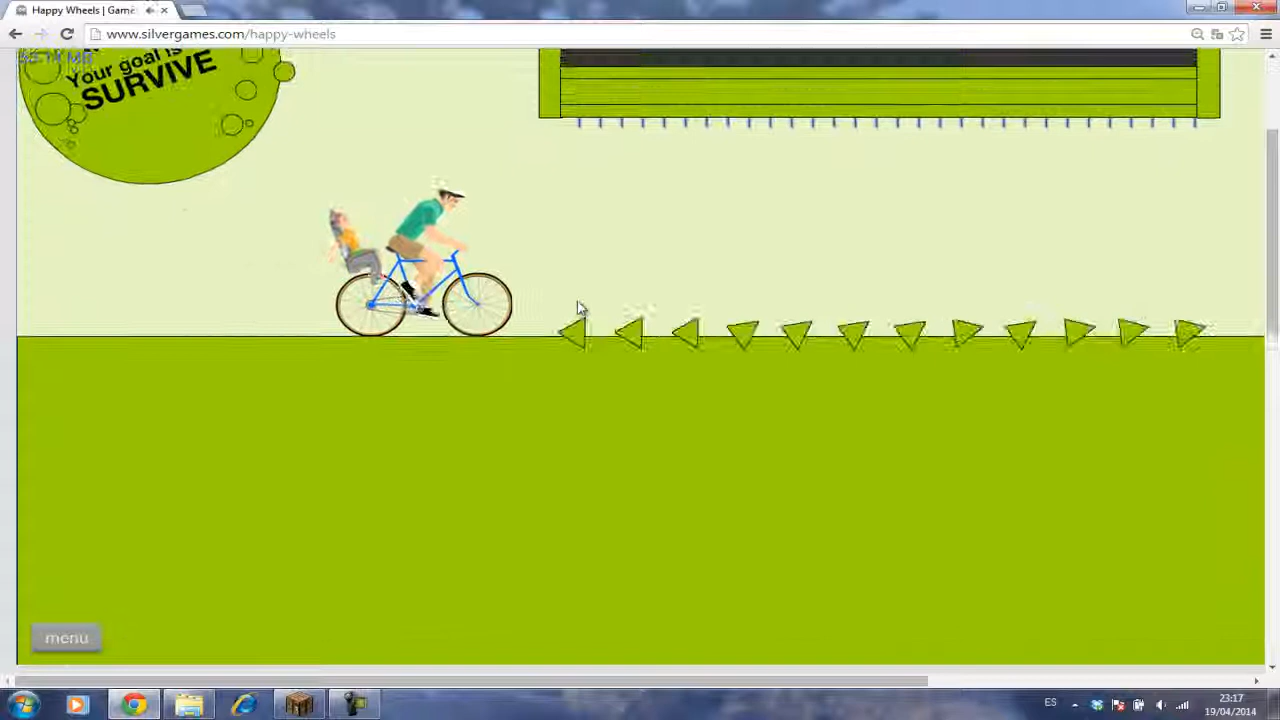 Happy Wheels | Game
www.silvergames.com/happy-wheels
Your goal is
SURVIVE
menu
ES
23:17
19/04/2014